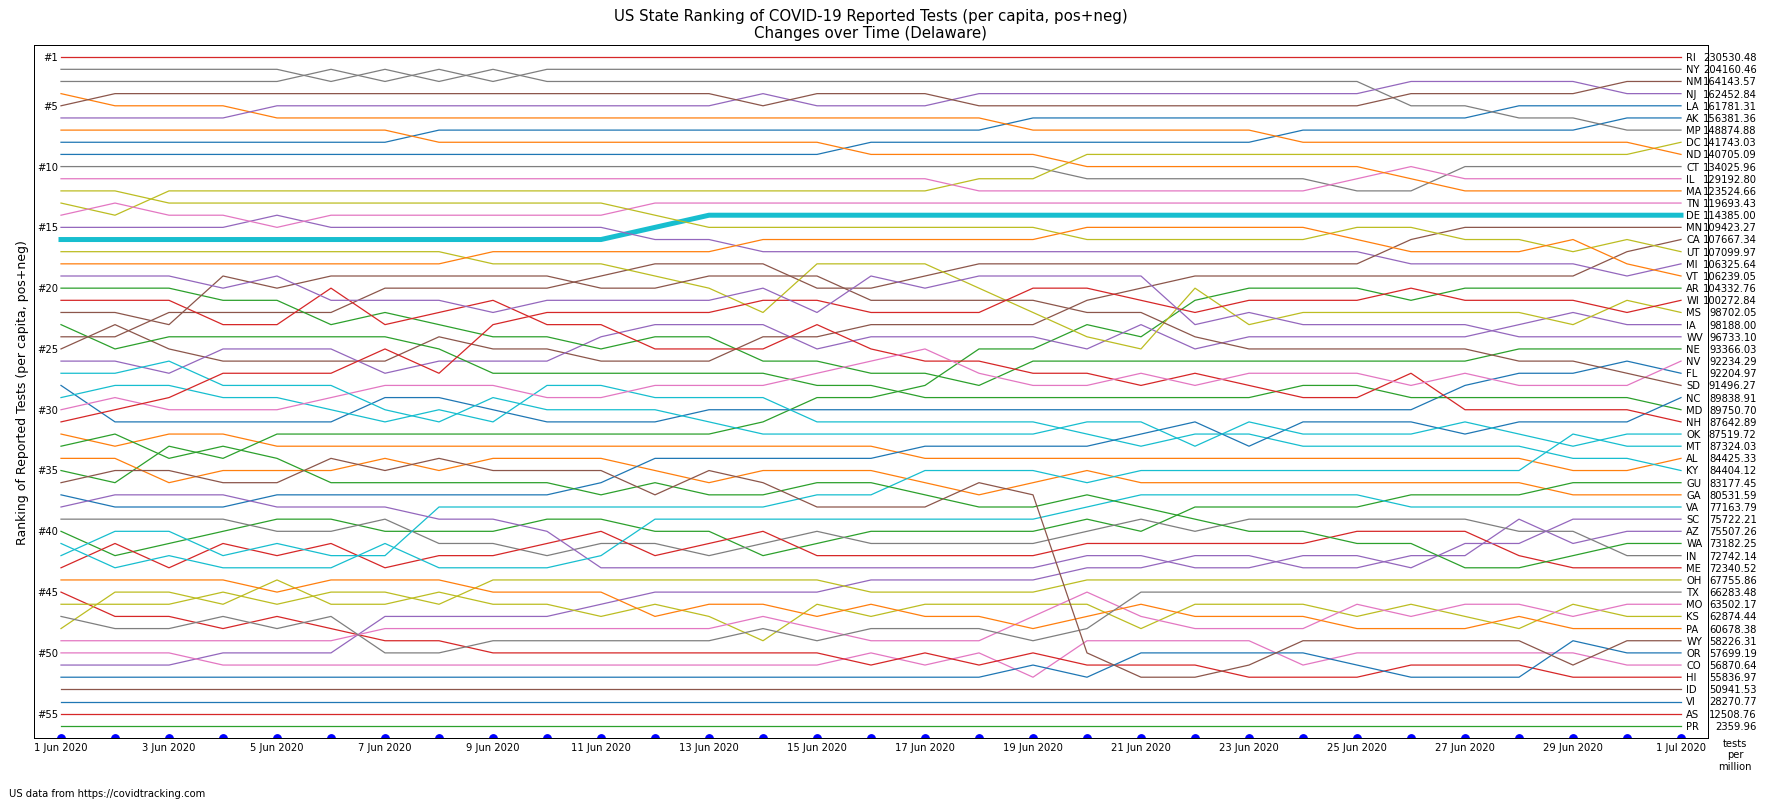 US State Ranking of COVID-19 Reported Tests (per capita, pos+neg)
Changes over Time (Delaware)
Ranking of Reported Tests (per capita, pos+neg)
#1
#5
#10
#15
#20
#25
#30
#35
#40
#45
#50
#55
RI 230530.48
NY 204160.46
NM 164143.57
NJ 162452.84
LA 161781.31
AK 156381.36
MP 148874.88
DC 141743.03
ND 140705.09
CT 134025.96
IL 129192.80
MA 123524.66
TN 119693.43
DE 114385.00
MN 109423.27
CA 107667.34
UT 107099.97
MI 106325.64
VT 106239.05
AR 104332.76
WI 100272.84
MS 98702.05
IA 98188.00
WV 96733.10
NE 93366.03
NV 92234.29
FL 92204.97
SD 91496.27
NC 89838.91
MD 89750.70
NH 87642.89
OK 87519.72
MT 87324.03
AL 84425.33
KY 84404.12
GU 83177.45
GA 80531.59
VA 77163.79
SC 75722.21
AZ 75507.26
WA 73182.25
IN 72742.14
ME 72340.52
OH 67755.86
TX 66283.48
MO 63502.17
KS 62874.44
PA 60678.38
WY 58226.31
OR 57699.19
CO 56870.64
HI 55836.97
ID 50941.53
VI 28270.77
AS 12508.76
PR 2359.96
1 Jun 2020
3 Jun 2020
5 Jun 2020
7 Jun 2020
9 Jun 2020
11 Jun 2020
13 Jun 2020
15 Jun 2020
17 Jun 2020
19 Jun 2020
21 Jun 2020
23 Jun 2020
25 Jun 2020
27 Jun 2020
29 Jun 2020
1 Jul 2020
tests
per
million
US data from https://covidtracking.com